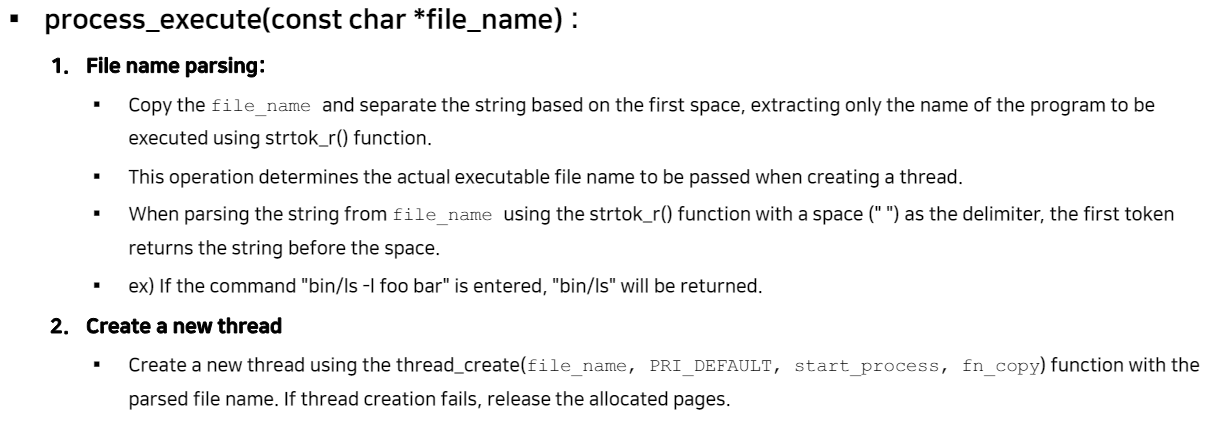 ▪ process_execute(const char *file_name) :
1. File name parsing:
▪ Copy the file_name and separate the string based on the first space, extracting only the name of the program to be
executed using strtok_r() function.
▪ This operation determines the actual executable file name to be passed when creating a thread.
▪ When parsing the string from file_name using the strtok_r() function with a space (" ") as the delimiter, the first token
returns the string before the space.
▪ ex) If the command "bin/ls -l foo bar" is entered, "bin/ls" will be returned.
2. Create a new thread
▪ Create a new thread using the thread_create(file_name, PRI_DEFAULT, start_process, fn_copy) function with the
parsed file name. If thread creation fails, release the allocated pages.